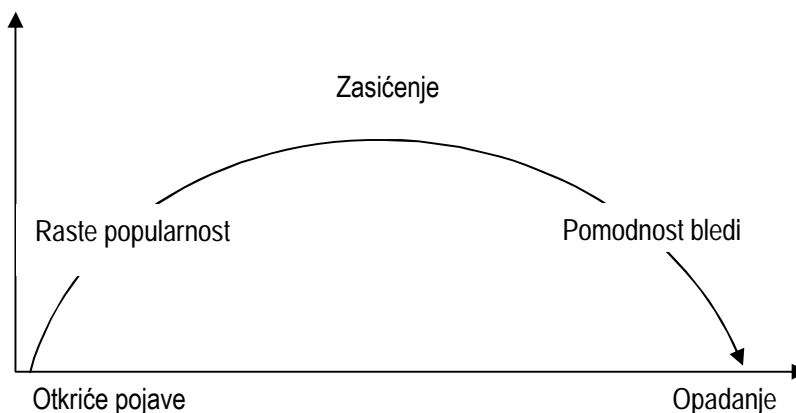 Zasićenje
Raste popularnost
Pomodnost bledi
Otkriće pojave
Opadanje